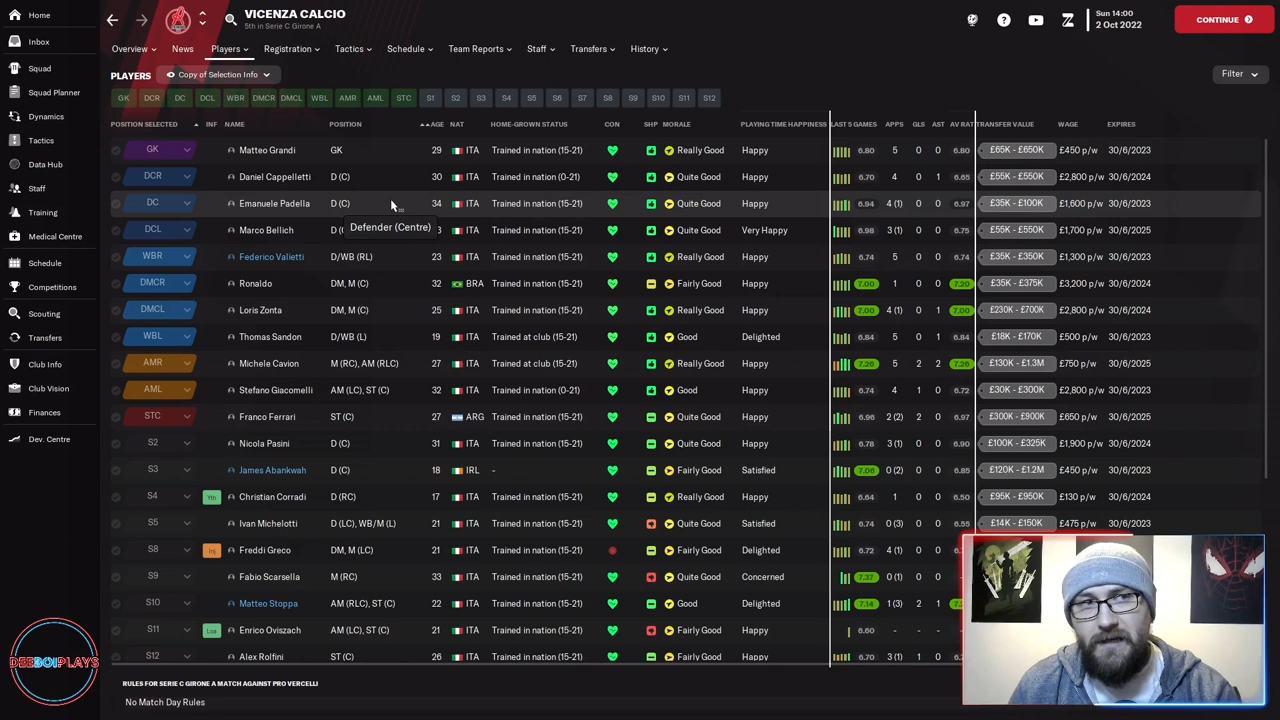 Home
VICENZA CALCIO
5th in Serie C Girone A
Sun 14:00
2 Oct 2022
CONTINUE
Inbox
Overview News Players Registration Tactics Schedule Team Reports Staff Transfers History
Squad
Squad Planner
Dynamics
Tactics
Data Hub
Staff
Training
Medical Centre
Schedule
Competitions
Scouting
Transfers
Club Info
Club Vision
Finances
Dev. Centre
PLAYERS Copy of Selection Info Filter
GK DCR DC DCL WBR DMCR DMCL WBL AMR AML STC S1 S2 S3 S4 S5 S6 S7 S8 S9 S10 S11 S12
POSITION SELECTED INF NAME POSITION AGE NAT HOME-GROWN STATUS CON SHP MORALE PLAYING TIME HAPPINESS LAST 5 GAMES APPS GLS AST AV RAT TRANSFER VALUE WAGE EXPIRES
GK Matteo Grandi GK 29 ITA Trained in nation (15-21) Really Good Happy 6.80 5 0 0 6.80 £65K - £650K £450 p/w 30/6/2023
DCR Daniel Cappelletti D (C) 30 ITA Trained in nation (0-21) Quite Good Happy 6.70 4 0 1 6.65 £55K - £550K £2,800 p/w 30/6/2023
DC Emanuele Padella D (C) 34 ITA Trained in nation (15-21) Quite Good Happy 6.94 4 (1) 0 0 6.97 £35K - £100K £1,600 p/w 30/6/2023
Defender (Centre)
DCL Marco Bellich ITA Trained in nation (15-21) Quite Good Very Happy 6.98 3 (1) 0 0 6.75 £55K - £550K £1,700 p/w 30/6/2023
WBR Federico Valietti D/WB (RL) 23 ITA Trained in nation (15-21) Really Good Happy 6.74 5 0 0 6.74 £35K - £350K £1,300 p/w 30/6/2023
DMCR Ronaldo DM, M (C) 32 BRA Trained in nation (15-21) Fairly Good Happy 7.00 1 0 0 7.20 £35K - £375K £3,200 p/w 30/6/2023
DMCL Loris Zonta DM, M (C) 25 ITA Trained in nation (15-21) Really Good Happy 7.00 4 (1) 0 1 7.00 £230K - £700K £2,800 p/w 30/6/2023
WBL Thomas Sandon D/WB (L) 19 ITA Trained at club (15-21) Good Delighted 6.84 5 0 0 6.84 £18K - £170K £1,300 p/w 30/6/2023
AMR Michele Cavion M (RC), AM (RLC) 27 ITA Trained at club (15-21) Really Good Happy 7.26 5 2 2 7.26 £130K - £1.3M £750 p/w 30/6/2025
AML Stefano Giacomelli AM (LC), ST (C) 32 ITA Trained in nation (0-21) Good Happy 6.74 4 1 0 6.72 £30K - £300K £2,800 p/w 30/6/2023
STC Franco Ferrari ST (C) 27 ARG Trained in nation (15-21) Quite Good Happy 6.96 2 (2) 0 0 6.97 £300K - £900K £650 p/w 30/6/2025
S2 Nicola Pasini D (C) 31 ITA Trained in nation (15-21) Quite Good Happy 6.78 3 (1) 0 0 6.90 £100K - £325K £1,900 p/w 30/6/2024
S3 James Abankwah D (C) 18 IRL - Fairly Good Satisfied 7.06 0 (2) 0 0 6.85 £120K - £1.2M £450 p/w 30/6/2023
S4 Yth Christian Corradi D (RC) 17 ITA Trained in nation (15-21) Really Good Happy 6.64 1 0 0 6.50 £95K - £950K £130 p/w 30/6/2024
S5 Ivan Michelotti D (LC), WB/M (L) 21 ITA Trained in nation (15-21) Quite Good Satisfied 6.74 0 (3) 0 0 6.55 £14K - £150K £475 p/w 30/6/2023
S8 Inj Freddi Greco DM, M (LC) 21 ITA Trained in nation (15-21) Fairly Good Delighted 6.72 4 (1) 0 0
S9 Fabio Scarsella M (RC) 33 ITA Trained in nation (15-21) Quite Good Concerned 7.37 0 (1) 0 0
S10 Matteo Stoppa AM (RLC), ST (C) 22 ITA Trained in nation (15-21) Good Delighted 7.14 1 (3) 2 1
S11 Loa Enrico Oviszach AM (LC), ST (C) 21 ITA Trained in nation (15-21) Fairly Good Happy 6.60 - - -
S12 Alex Rolfini ST (C) 26 ITA Trained in nation (15-21) Fairly Good Happy 6.70 1 (1) 0 0
DEEBOIPLAYS
RULES FOR SERIE C GIRONE A MATCH AGAINST PRO VERCELLI
No Match Day Rules